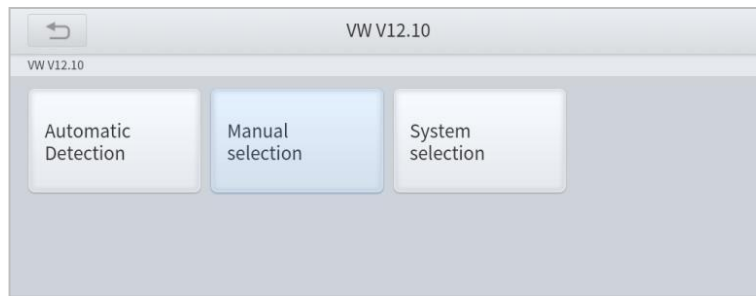 VW V12.10
VW V12.10
Automatic
Detection
Manual
selection
System
selection